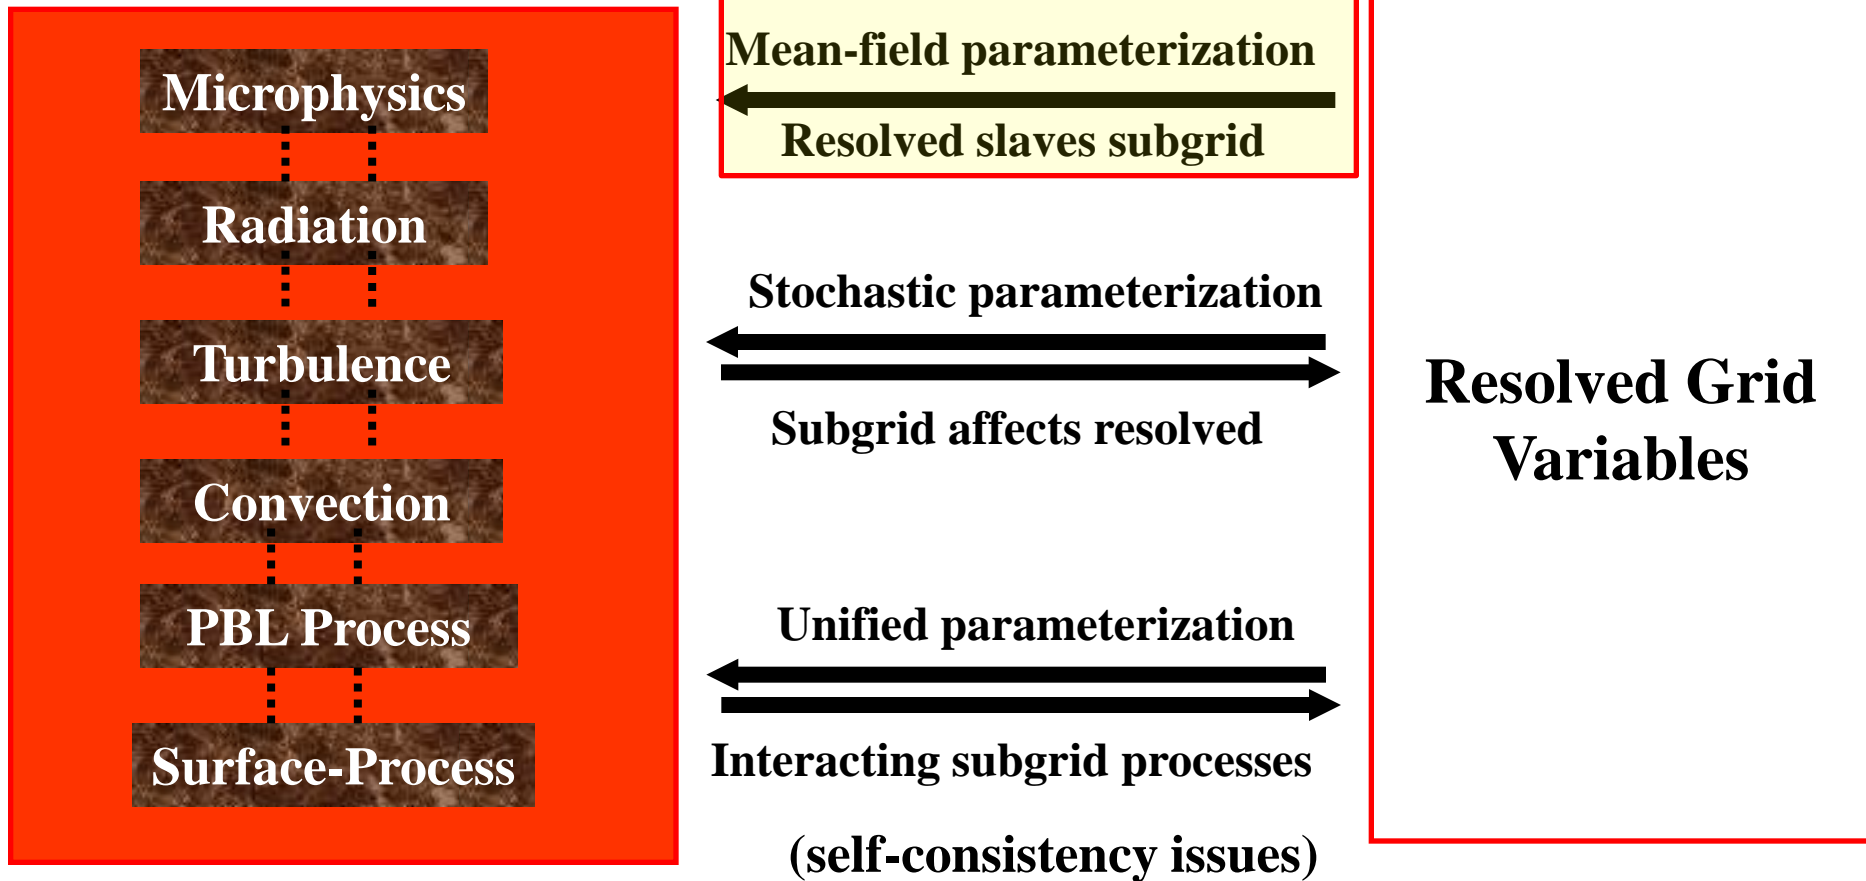 Microphysics
Radiation
Turbulence
Convection
PBL Process
Surface-Process
Mean-field parameterization
Resolved slaves subgrid
Stochastic parameterization
Subgrid affects resolved
Unified parameterization
Interacting subgrid processes
(self-consistency issues)
Resolved Grid
Variables